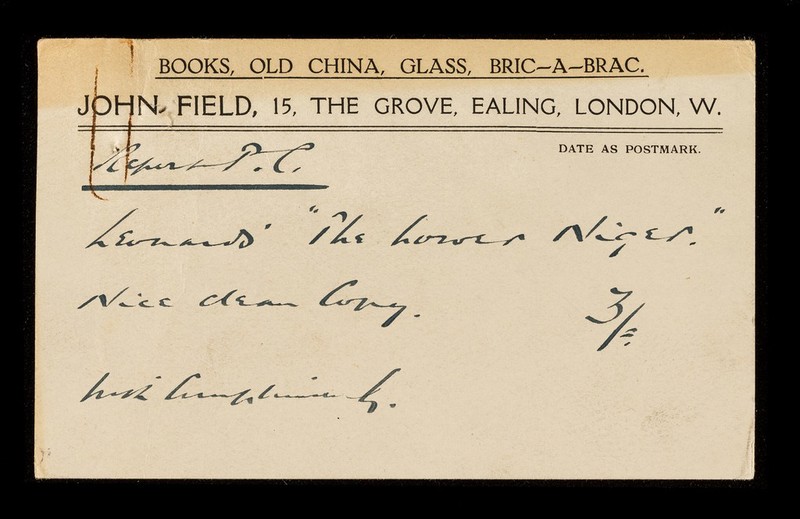 BOOKS, OLD CHINA, GLASS, BRIC-A-BRAC.
JOHN FIELD, 15, THE GROVE, EALING, LONDON, W.
DATE AS POSTMARK.
Report P.C.
Leonards' "The Lower Niger."
Nice clean Copy. 3/=
With Compliments.